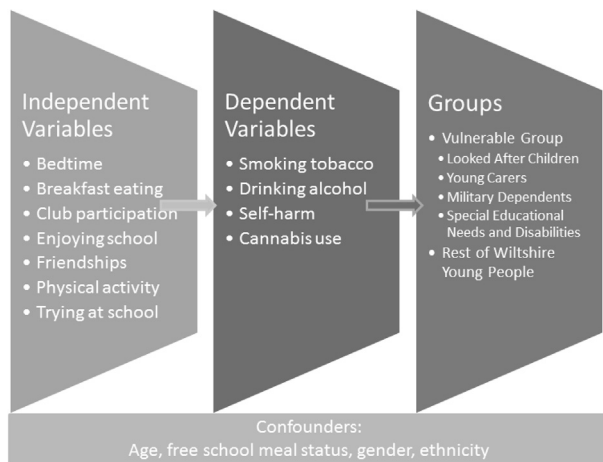 Independent
Variables
• Bedtime
• Breakfast eating
• Club participation
• Enjoying school
• Friendships
• Physical activity
• Trying at school
Dependent
Variables
• Smoking tobacco
• Drinking alcohol
• Self-harm
• Cannabis use
Groups
• Vulnerable Group
• Looked After Children
• Young Carers
• Military Dependents
• Special Educational
Needs and Disabilities
• Rest of Wiltshire
Young People
Confounders:
Age, free school meal status, gender, ethnicity